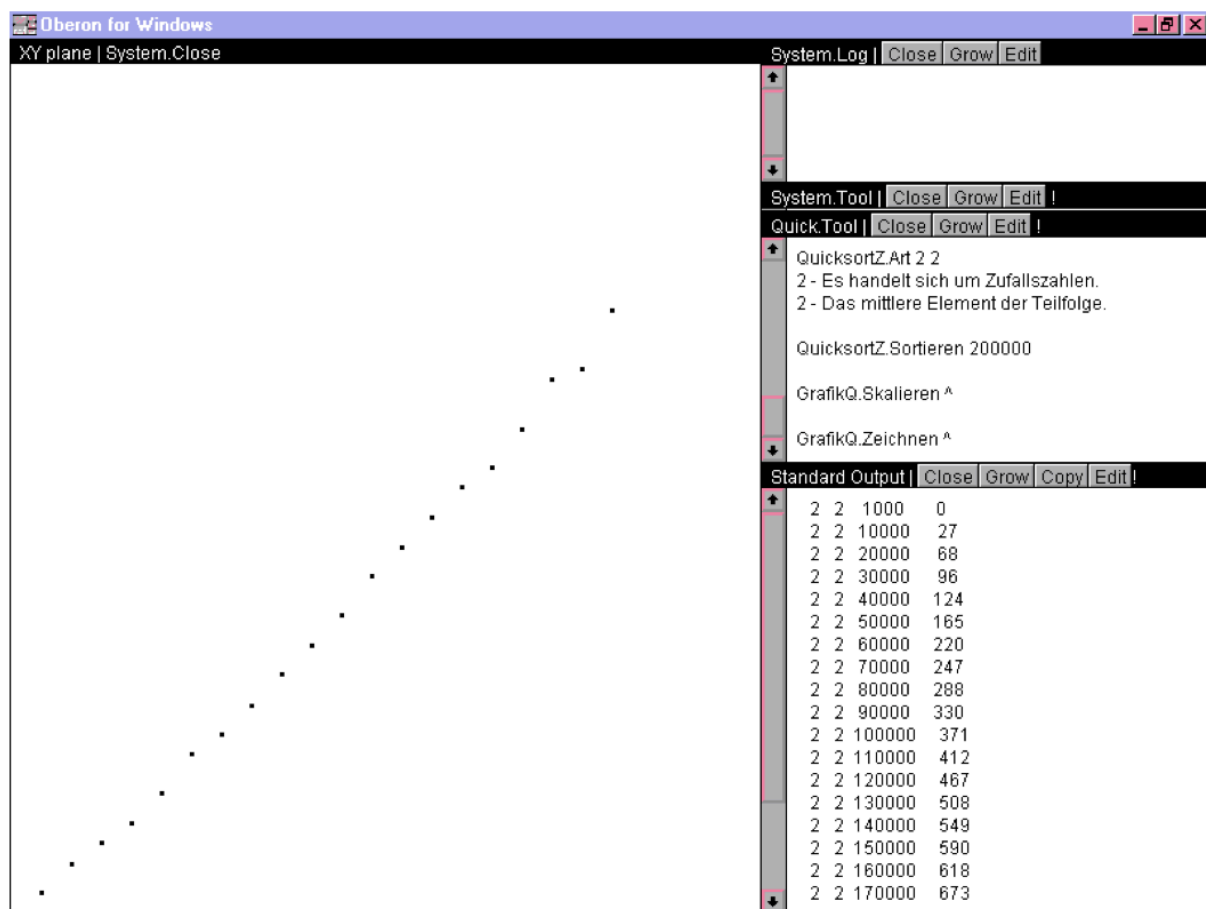 Oberon for Windows
XY plane | System.Close
System.Log | Close Grow Edit
System.Tool | Close Grow Edit !
Quick.Tool | Close Grow Edit !
QuicksortZ.Art 2 2
2 - Es handelt sich um Zufallszahlen.
2 - Das mittlere Element der Teilfolge.
QuicksortZ.Sortieren 200000
GrafikQ.Skalieren ^
GrafikQ.Zeichnen ^
Standard Output | Close Grow Copy Edit !
2 2 1000 0
2 2 10000 27
2 2 20000 68
2 2 30000 96
2 2 40000 124
2 2 50000 165
2 2 60000 220
2 2 70000 247
2 2 80000 288
2 2 90000 330
2 2 100000 371
2 2 110000 412
2 2 120000 467
2 2 130000 508
2 2 140000 549
2 2 150000 590
2 2 160000 618
2 2 170000 673